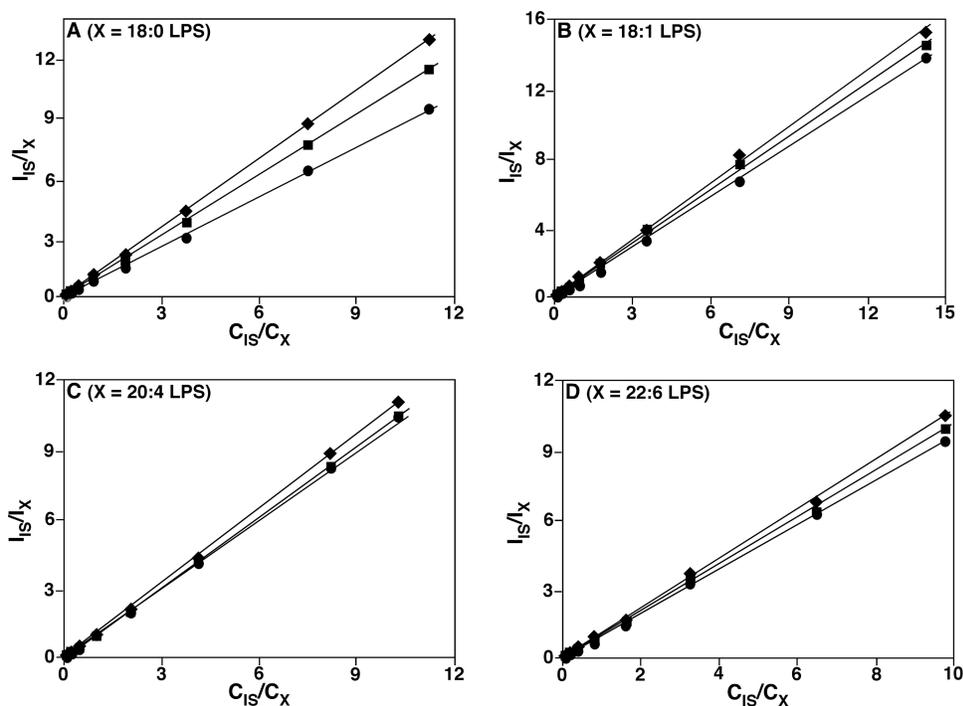 A (X = 18:0 LPS)
12
9
6
3
0
I_IS/I_X
0 3 6 9 12
C_IS/C_X
B (X = 18:1 LPS)
16
12
8
4
0
I_IS/I_X
0 3 6 9 12 15
C_IS/C_X
C (X = 20:4 LPS)
12
9
6
3
0
I_IS/I_X
0 3 6 9 12
C_IS/C_X
D (X = 22:6 LPS)
12
9
6
3
0
I_IS/I_X
0 2 4 6 8 10
C_IS/C_X